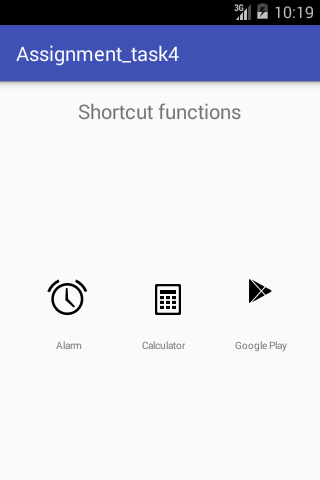 3G 10:19
Assignment_task4
Shortcut functions
Alarm Calculator Google Play